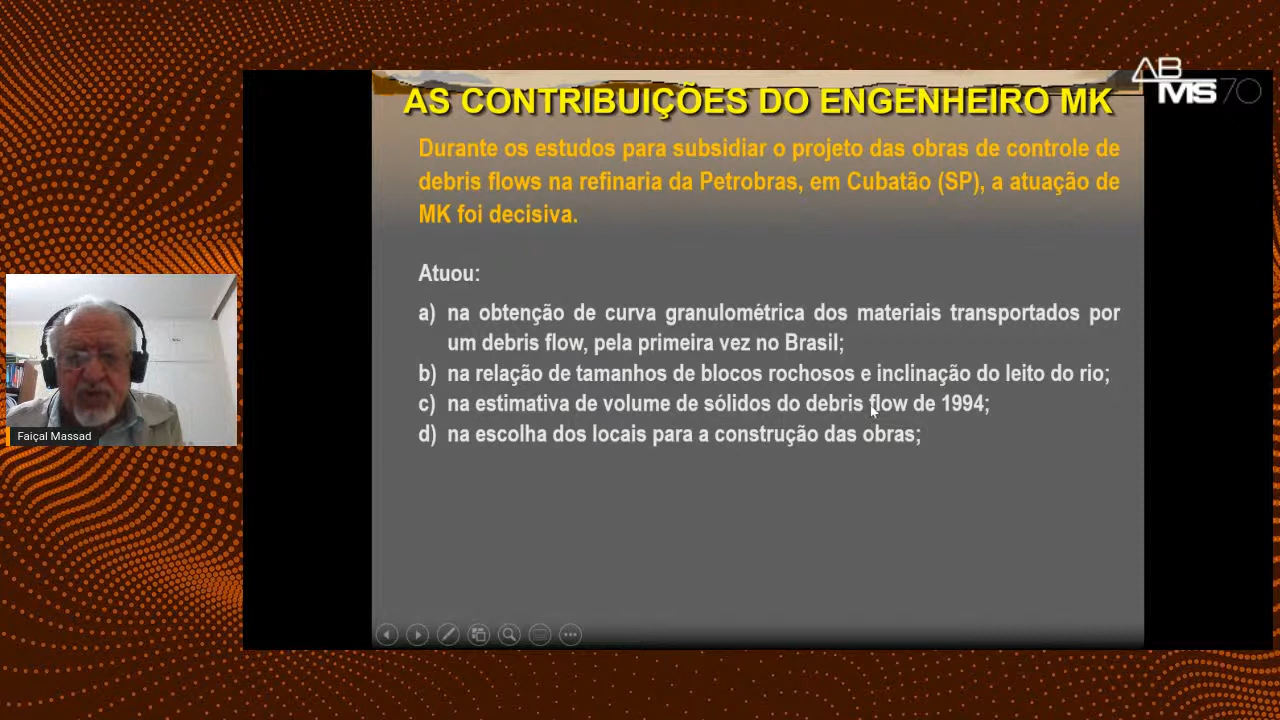 AB
MS 70
AS CONTRIBUIÇÕES DO ENGENHEIRO MK
Durante os estudos para subsidiar o projeto das obras de controle de
debris flows na refinaria da Petrobras, em Cubatão (SP), a atuação de
MK foi decisiva.
Atuou:
a) na obtenção de curva granulométrica dos materiais transportados por
um debris flow, pela primeira vez no Brasil;
b) na relação de tamanhos de blocos rochosos e inclinação do leito do rio;
c) na estimativa de volume de sólidos do debris flow de 1994;
d) na escolha dos locais para a construção das obras;
Faiçal Massad